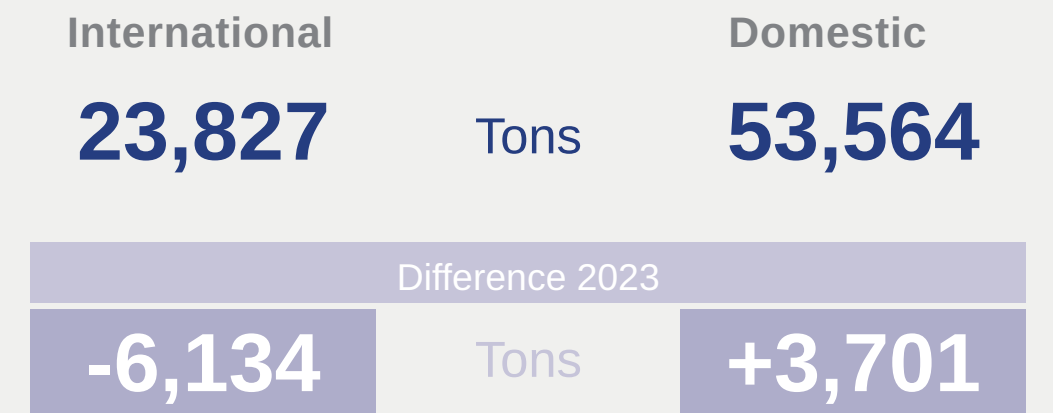 International Domestic
23,827 Tons 53,564
Difference 2023
-6,134 Tons +3,701